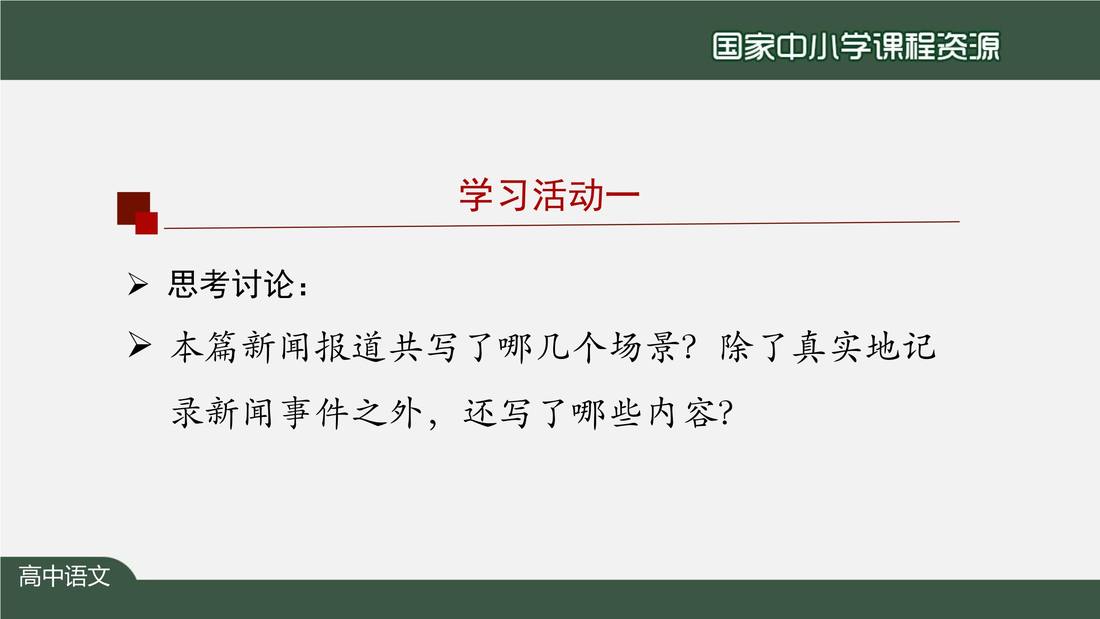 国家中小学课程资源
学习活动一
思考讨论：
本篇新闻报道共写了哪几个场景？除了真实地记
录新闻事件之外，还写了哪些内容？
高中语文